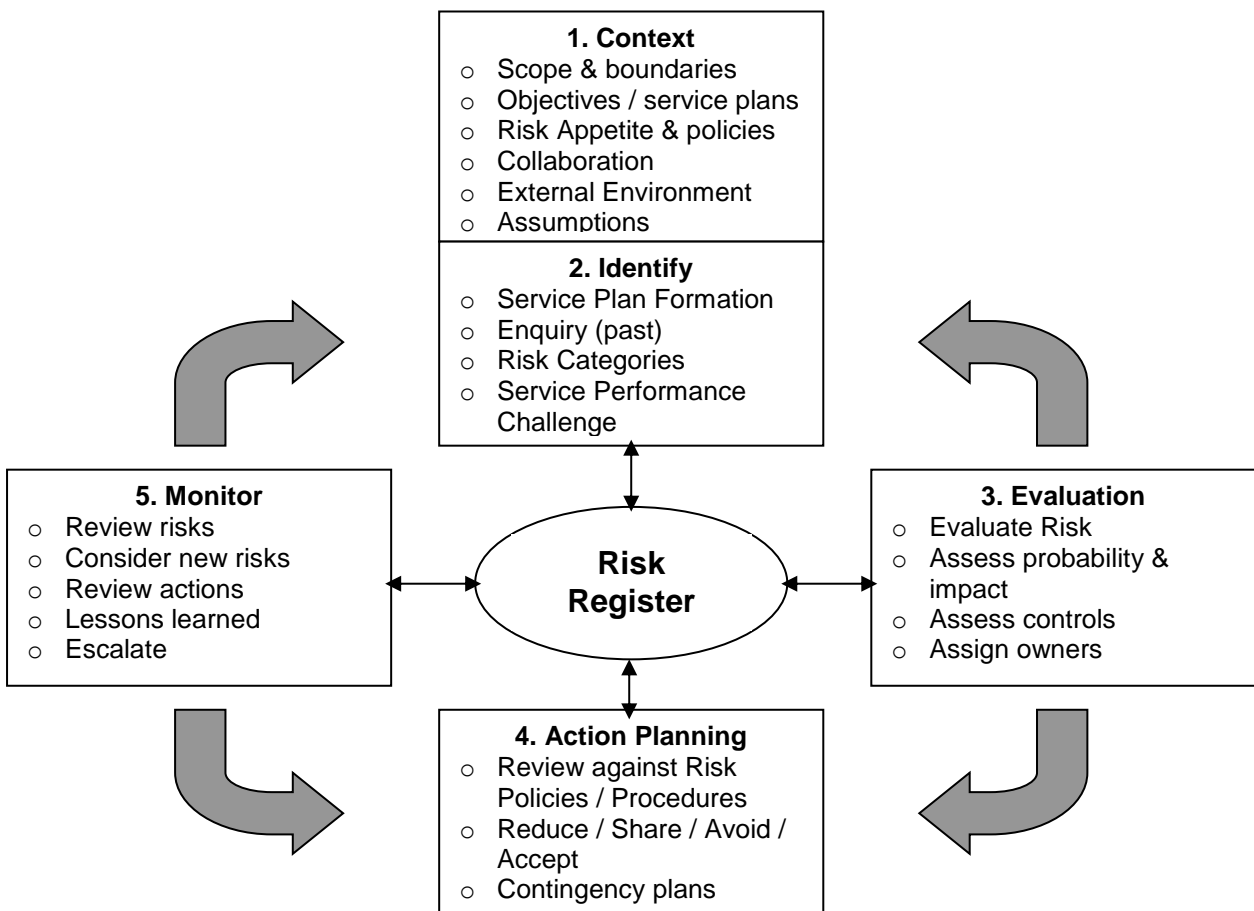 1. Context
o Scope & boundaries
o Objectives / service plans
o Risk Appetite & policies
o Collaboration
o External Environment
o Assumptions
2. Identify
o Service Plan Formation
o Enquiry (past)
o Risk Categories
o Service Performance
Challenge
5. Monitor
o Review risks
o Consider new risks
o Review actions
o Lessons learned
o Escalate
Risk
Register
3. Evaluation
o Evaluate Risk
o Assess probability &
impact
o Assess controls
o Assign owners
4. Action Planning
o Review against Risk
Policies / Procedures
o Reduce / Share / Avoid /
Accept
o Contingency plans